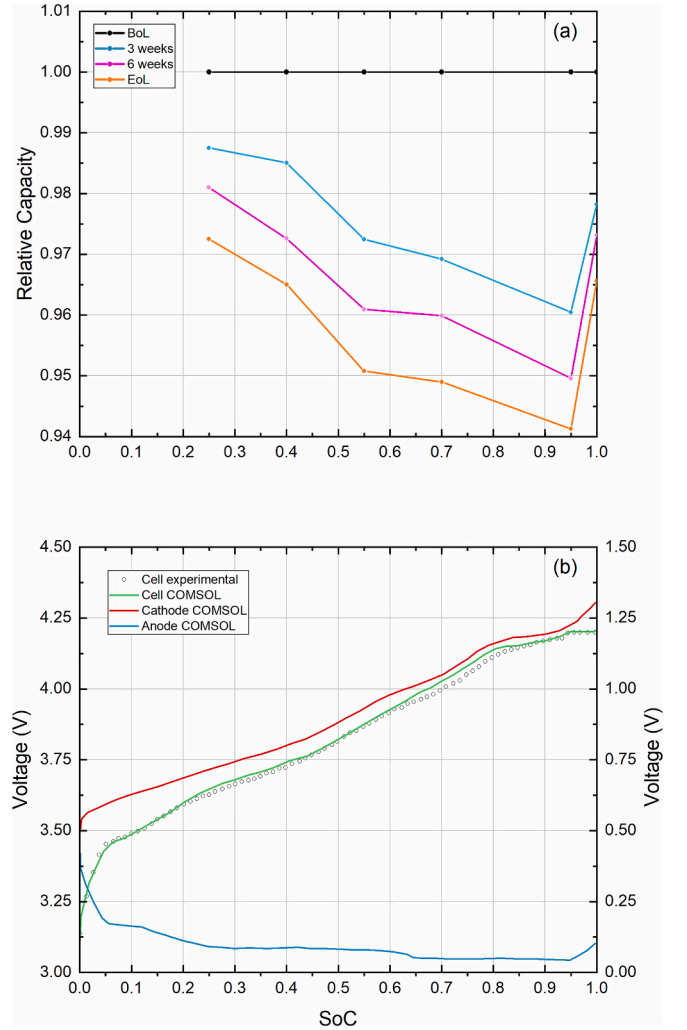 (a)
BoL
3 weeks
6 weeks
EoL
1.01
1.00
0.99
0.98
0.97
0.96
0.95
0.94
Relative Capacity
0.0 0.1 0.2 0.3 0.4 0.5 0.6 0.7 0.8 0.9 1.0
(b)
Cell experimental
Cell COMSOL
Cathode COMSOL
Anode COMSOL
4.50
4.25
4.00
3.75
3.50
3.25
3.00
Voltage (V)
1.50
1.25
1.00
0.75
0.50
0.25
0.00
Voltage (V)
0.0 0.1 0.2 0.3 0.4 0.5 0.6 0.7 0.8 0.9 1.0
SoC